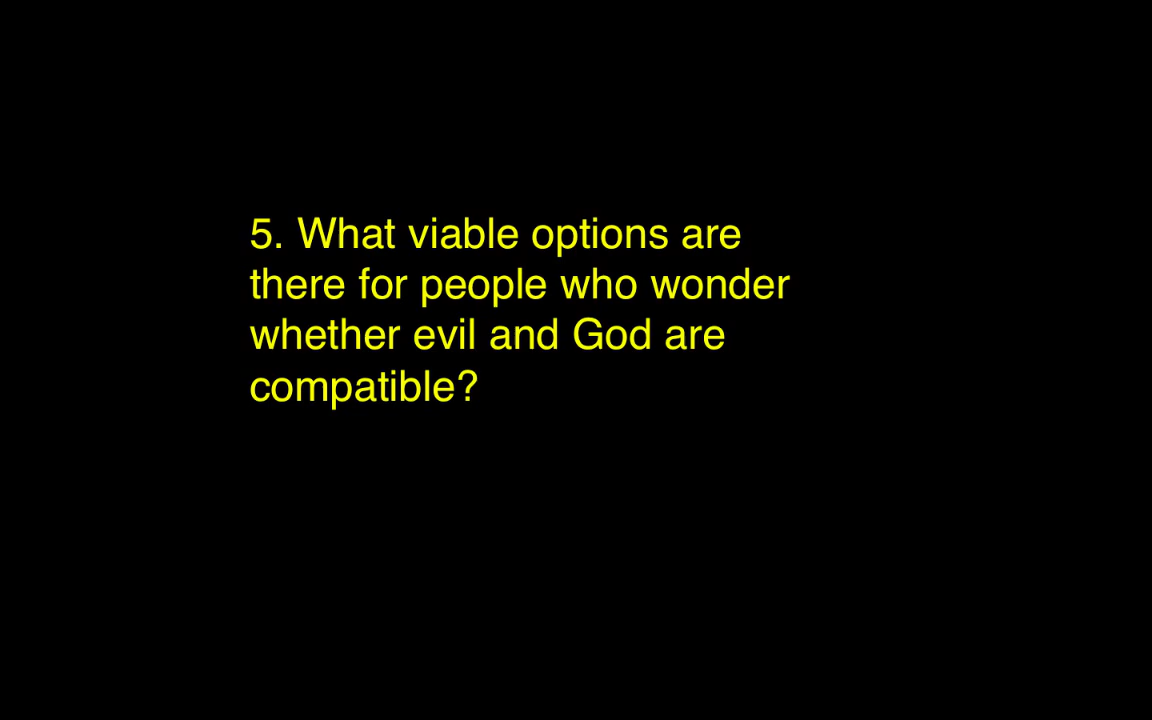 5. What viable options are
there for people who wonder
whether evil and God are
compatible?